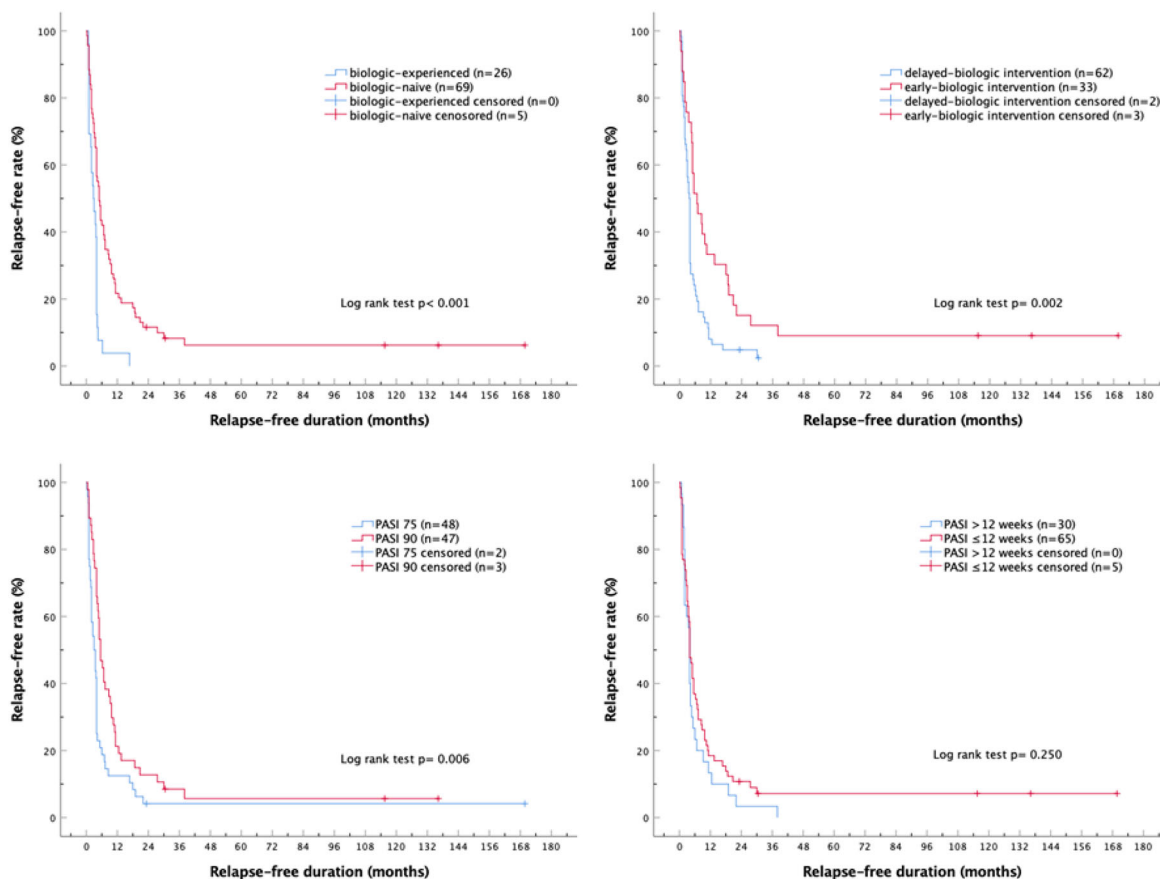 100
80
60
40
20
0
Relapse-free rate (%)
biologic-experienced (n=26)
biologic-naive (n=69)
biologic-experienced censored (n=0)
biologic-naive cenosored (n=5)
Log rank test p< 0.001
0 12 24 36 48 60 72 84 96 108 120 132 144 156 168 180
Relapse-free duration (months)
100
80
60
40
20
0
Relapse-free rate (%)
delayed-biologic intervention (n=62)
early-biologic intervention (n=33)
delayed-biologic intervention censored (n=2)
early-biologic intervention censored (n=3)
Log rank test p= 0.002
0 12 24 36 48 60 72 84 96 108 120 132 144 156 168 180
Relapse-free duration (months)
100
80
60
40
20
0
Relapse-free rate (%)
PASI 75 (n=48)
PASI 90 (n=47)
PASI 75 censored (n=2)
PASI 90 censored (n=3)
Log rank test p= 0.006
0 12 24 36 48 60 72 84 96 108 120 132 144 156 168 180
Relapse-free duration (months)
100
80
60
40
20
0
Relapse-free rate (%)
PASI >12 weeks (n=30)
PASI ≤12 weeks (n=65)
PASI >12 weeks censored (n=0)
PASI ≤12 weeks censored (n=5)
Log rank test p= 0.250
0 12 24 36 48 60 72 84 96 108 120 132 144 156 168 180
Relapse-free duration (months)